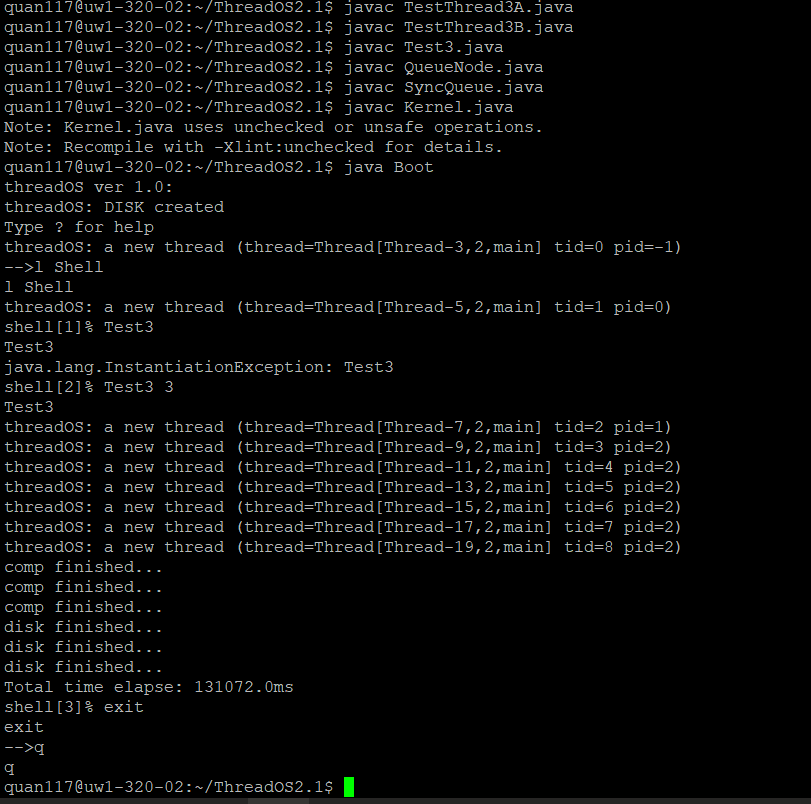 quan117@uw1-320-02:~/ThreadOS2.1$ javac TestThread3A.java
quan117@uw1-320-02:~/ThreadOS2.1$ javac TestThread3B.java
quan117@uw1-320-02:~/ThreadOS2.1$ javac Test3.java
quan117@uw1-320-02:~/ThreadOS2.1$ javac QueueNode.java
quan117@uw1-320-02:~/ThreadOS2.1$ javac SyncQueue.java
quan117@uw1-320-02:~/ThreadOS2.1$ javac Kernel.java
Note: Kernel.java uses unchecked or unsafe operations.
Note: Recompile with -Xlint:unchecked for details.
quan117@uw1-320-02:~/ThreadOS2.1$ java Boot
threadOS ver 1.0:
threadOS: DISK created
Type ? for help
threadOS: a new thread (thread=Thread[Thread-3,2,main] tid=0 pid=-1)
-->l Shell
l Shell
threadOS: a new thread (thread=Thread[Thread-5,2,main] tid=1 pid=0)
shell[1]% Test3
Test3
java.lang.InstantiationException: Test3
shell[2]% Test3 3
Test3
threadOS: a new thread (thread=Thread[Thread-7,2,main] tid=2 pid=1)
threadOS: a new thread (thread=Thread[Thread-9,2,main] tid=3 pid=2)
threadOS: a new thread (thread=Thread[Thread-11,2,main] tid=4 pid=2)
threadOS: a new thread (thread=Thread[Thread-13,2,main] tid=5 pid=2)
threadOS: a new thread (thread=Thread[Thread-15,2,main] tid=6 pid=2)
threadOS: a new thread (thread=Thread[Thread-17,2,main] tid=7 pid=2)
threadOS: a new thread (thread=Thread[Thread-19,2,main] tid=8 pid=2)
comp finished...
comp finished...
comp finished...
disk finished...
disk finished...
disk finished...
Total time elapse: 131072.0ms
shell[3]% exit
exit
-->q
q
quan117@uw1-320-02:~/ThreadOS2.1$